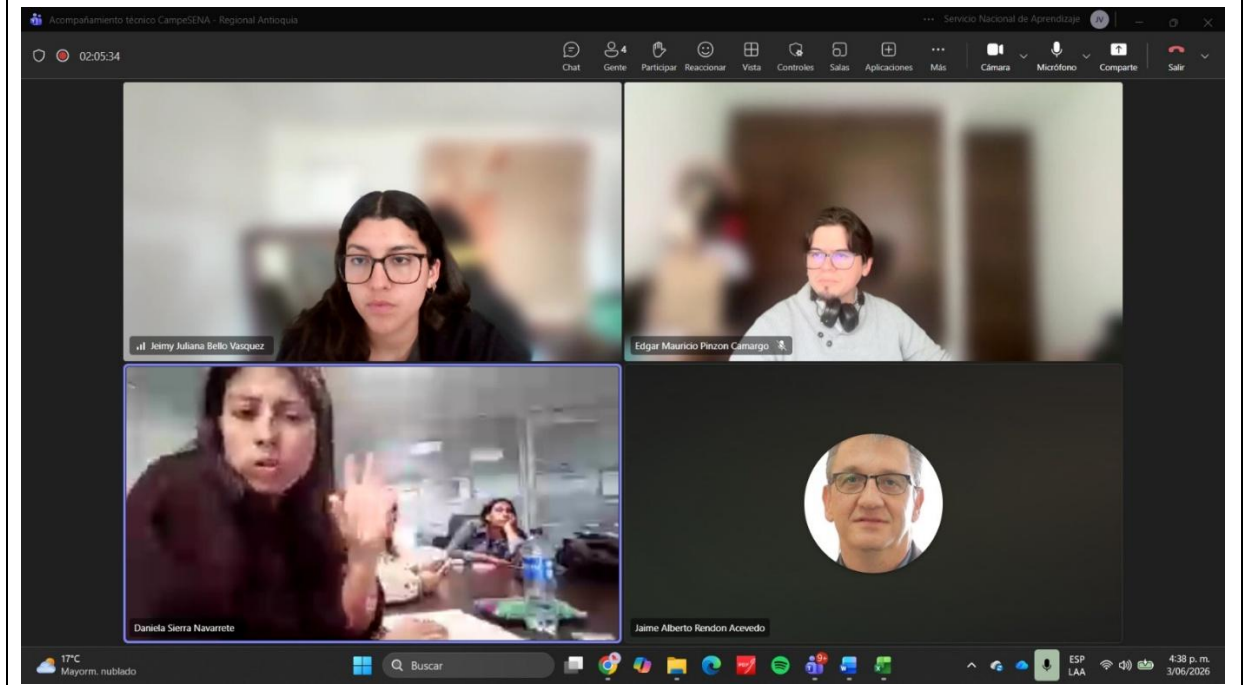 Acompañamiento técnico CampeSENA - Regional Antioquia
Servicio Nacional de Aprendizaje
JV
02:05:34
4
Chat
Gente
Participar
Reaccionar
Vista
Controles
Salas
Aplicaciones
Más
Cámara
Micrófono
Comparte
Salir
Jeimy Juliana Bello Vasquez
Edgar Mauricio Pinzon Camargo
Daniela Sierra Navarrete
Jaime Alberto Rendon Acevedo
17°C
Mayorm. nublado
Buscar
9+
ESP
LAA
4:38 p. m.
3/06/2026